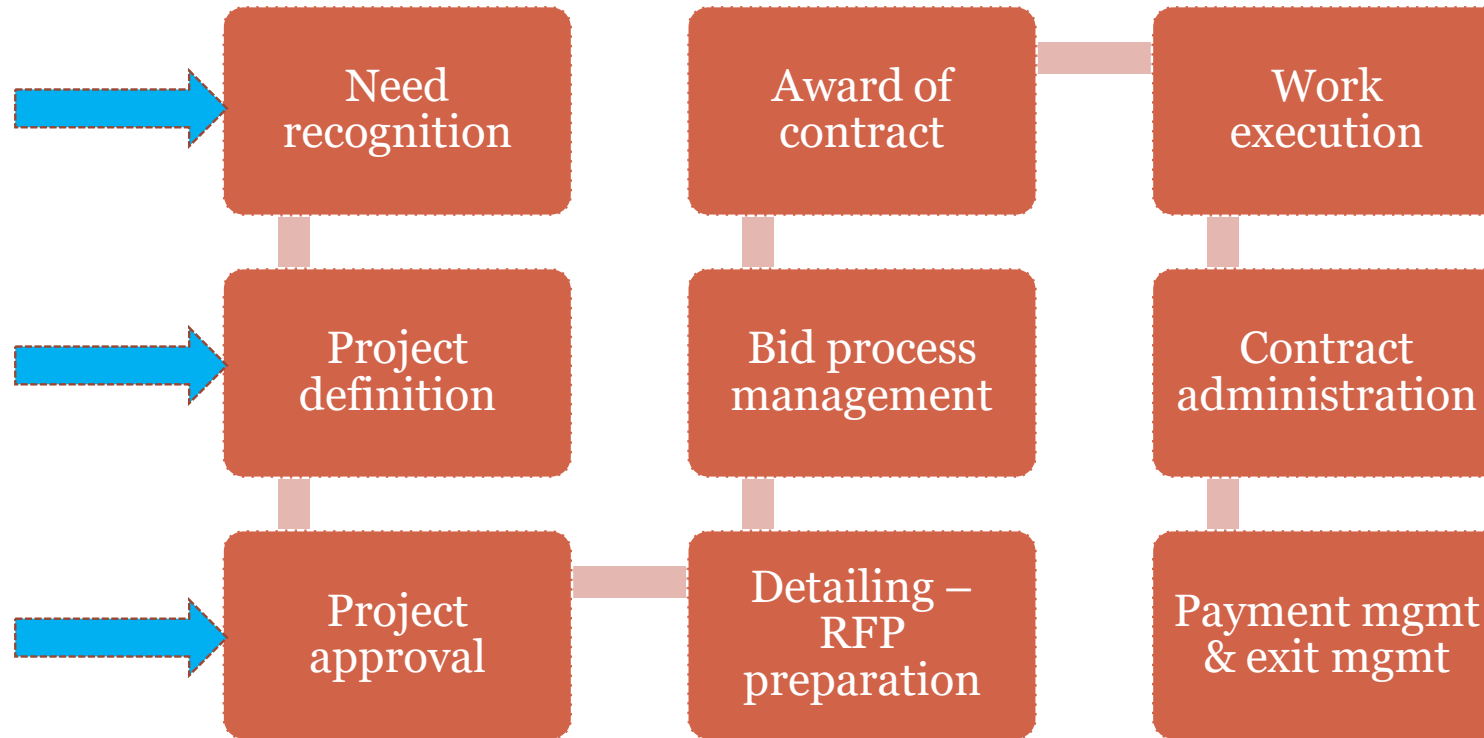 Need
recognition
Project
definition
Project
approval
Detailing –
RFP
preparation
Bid process
management
Award of
contract
Work
execution
Contract
administration
Payment mgmt
& exit mgmt